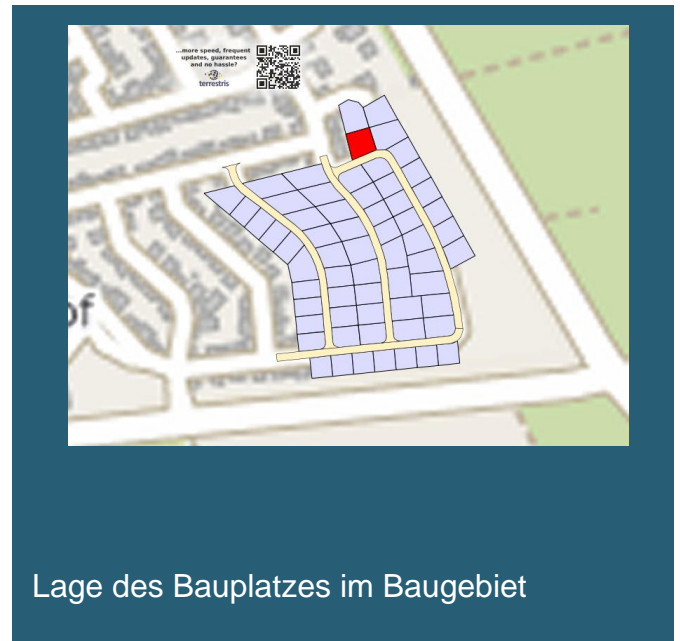 ...more speed, frequent
updates, guarantees
and no hassle?
terrestris
of
Lage des Bauplatzes im Baugebiet